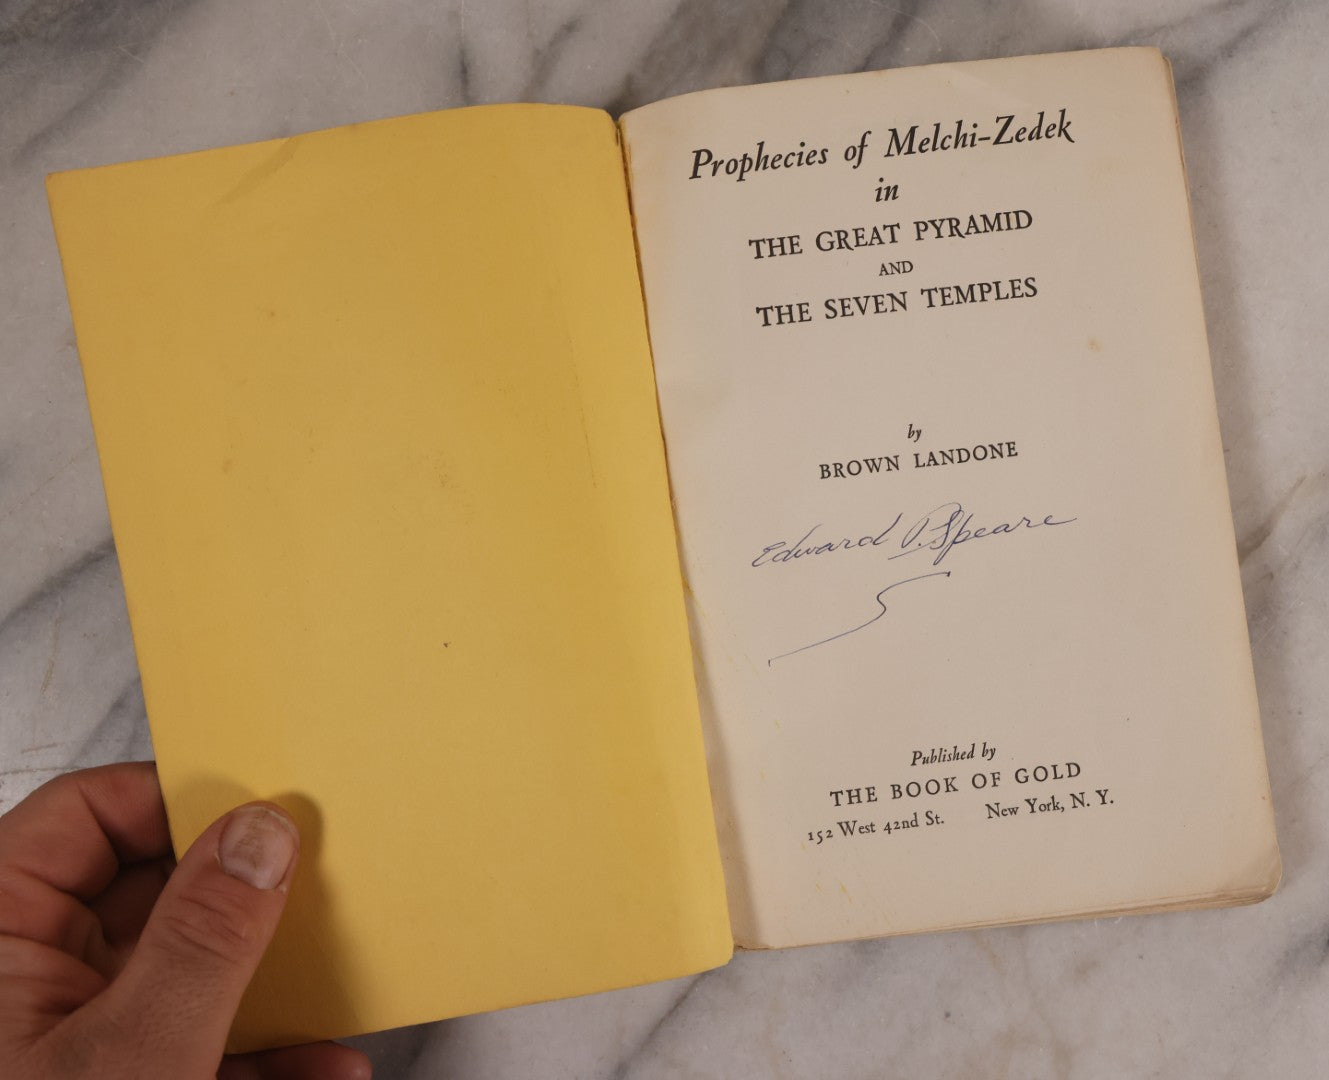 Prophecies of Melchi-Zedek
in
THE GREAT PYRAMID
AND
THE SEVEN TEMPLES
by
BROWN LANDONE
Edward P. Speare
Published by
THE BOOK OF GOLD
152 West 42nd St. New York, N. Y.